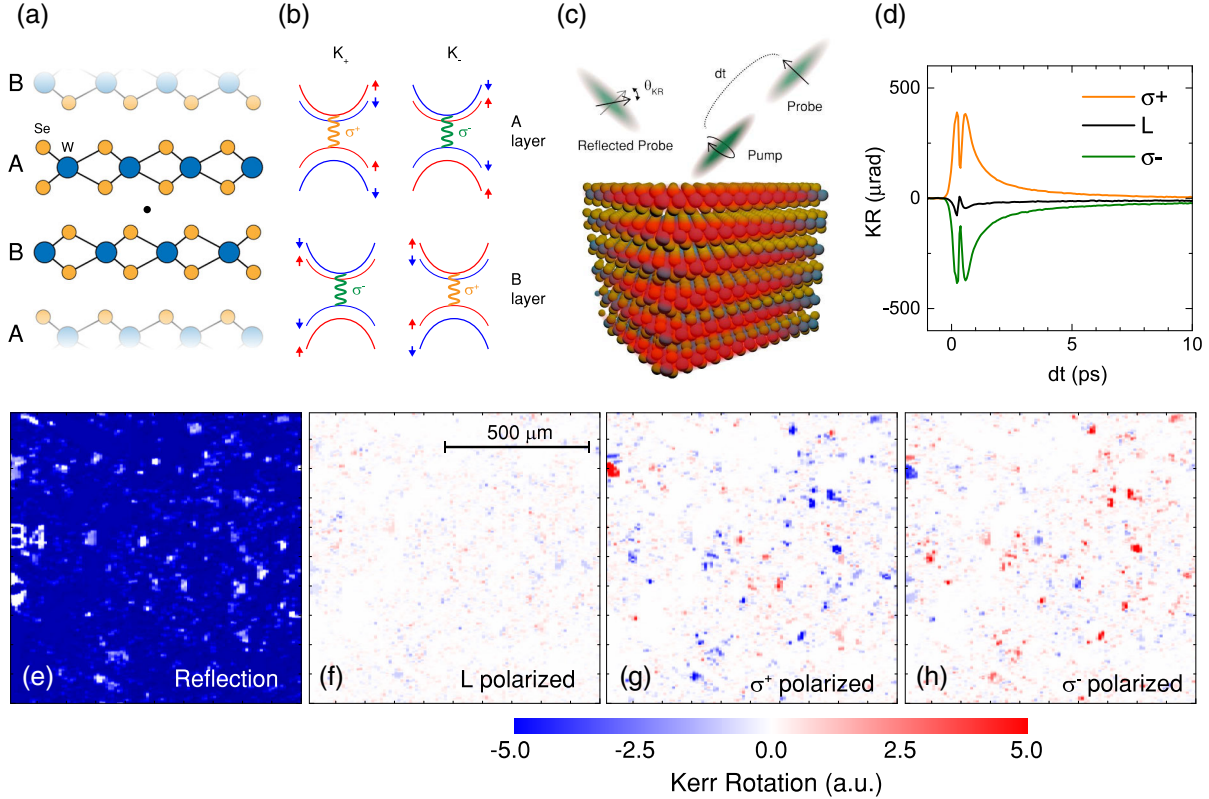 (a)
B
Se
W
A
B
A
(b)
K+
K-
σ+
σ-
A
layer
σ-
σ+
B
layer
(c)
dt
θKR
Probe
Reflected Probe
Pump
(d)
500
0
-500
KR (μrad)
σ+
L
σ-
0
5
10
dt (ps)
B4
(e)
Reflection
500 μm
(f)
L polarized
(g)
σ+ polarized
(h)
σ- polarized
-5.0
-2.5
0.0
2.5
5.0
Kerr Rotation (a.u.)